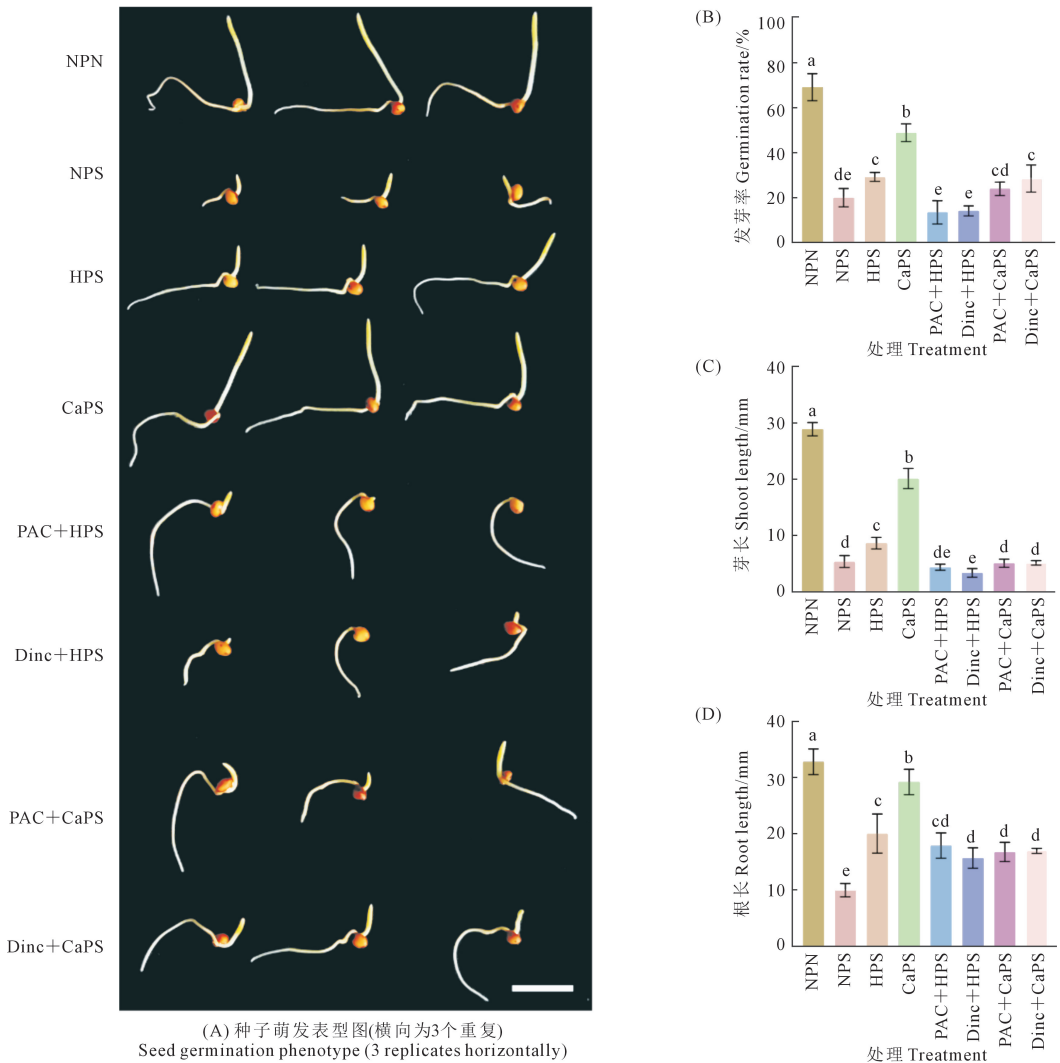 NPN
NPS
HPS
CaPS
PAC+HPS
Dinc+HPS
PAC+CaPS
Dinc+CaPS
(A) 种子萌发表型图(横向为3个重复)
Seed germination phenotype (3 replicates horizontally)
(B)
发芽率 Germination rate/%
100
80
60
40
20
0
a
de
c
b
e
e
cd
c
NPN
NPS
HPS
CaPS
PAC+HPS
Dinc+HPS
PAC+CaPS
Dinc+CaPS
处理 Treatment
(C)
芽长 Shoot length/mm
40
30
20
10
0
a
d
c
b
de
e
d
d
NPN
NPS
HPS
CaPS
PAC+HPS
Dinc+HPS
PAC+CaPS
Dinc+CaPS
处理 Treatment
(D)
根长 Root length/mm
40
30
20
10
0
a
e
c
b
cd
d
d
d
NPN
NPS
HPS
CaPS
PAC+HPS
Dinc+HPS
PAC+CaPS
Dinc+CaPS
处理 Treatment